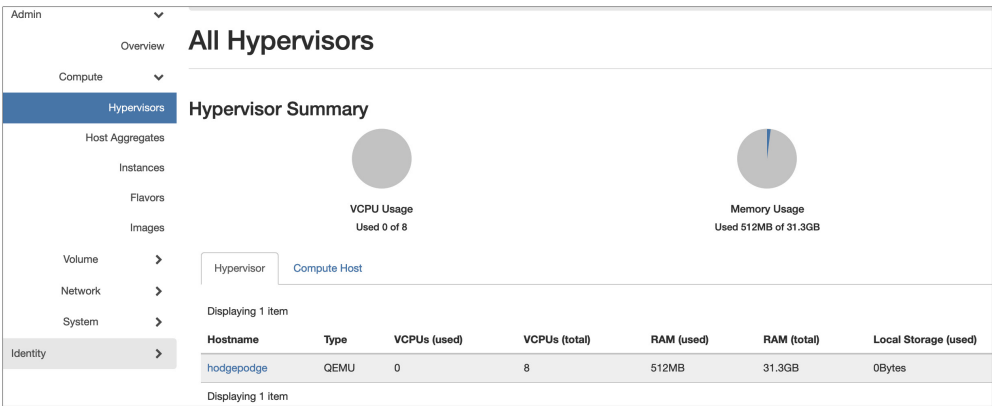 Admin
Overview
Compute
Hypervisors
Host Aggregates
Instances
Flavors
Images
Volume
Network
System
Identity
All Hypervisors
Hypervisor Summary
VCPU Usage
Used 0 of 8
Memory Usage
Used 512MB of 31.3GB
Hypervisor Compute Host
Displaying 1 item
Hostname Type VCPUs (used) VCPUs (total) RAM (used) RAM (total) Local Storage (used)
hodgepodge QEMU 0 8 512MB 31.3GB 0Bytes
Displaying 1 item